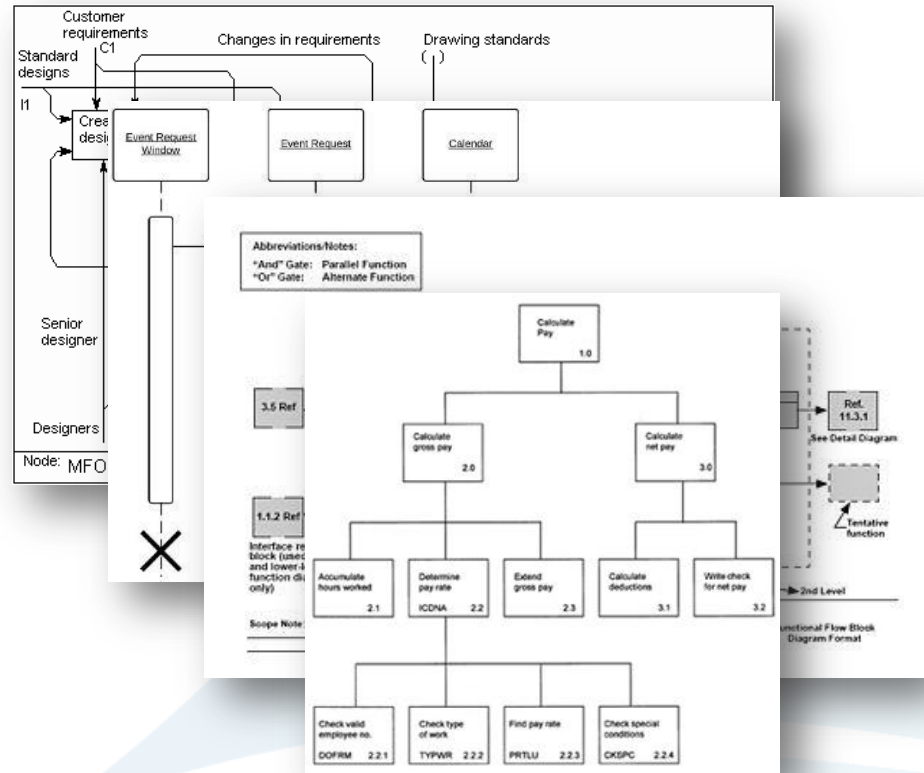 Customer
requirements
C1
Changes in requirements
Drawing standards
( )
Standard
designs
I1
Crea
desi
Senior
designer
Designers
Node: MFO
Event Request
Window
Event Request
Calendar
Abbreviations/Notes:
"And" Gate: Parallel Function
"Or" Gate: Alternate Function
3.5 Ref
Ref.
11.3.1
See Detail Diagram
1.1.2 Ref
Tentative
function
Interface re
block (used
and lower-l
function di
only)
2nd Level
Scope Note
unctional Flow Block
Diagram Format
Calculate
Pay
1.0
Calculate
gross pay
2.0
Calculate
net pay
3.0
Accumulate
hours worked
2.1
Determine
pay rate
ICDNA 2.2
Extend
gross pay
2.3
Calculate
deductions
3.1
Write check
for net pay
3.2
Check valid
employee no.
DOFRM 2.2.1
Check type
of work
TYPWR 2.2.2
Find pay rate
PRTLU 2.2.3
Check special
conditions
CKSPC 2.2.4